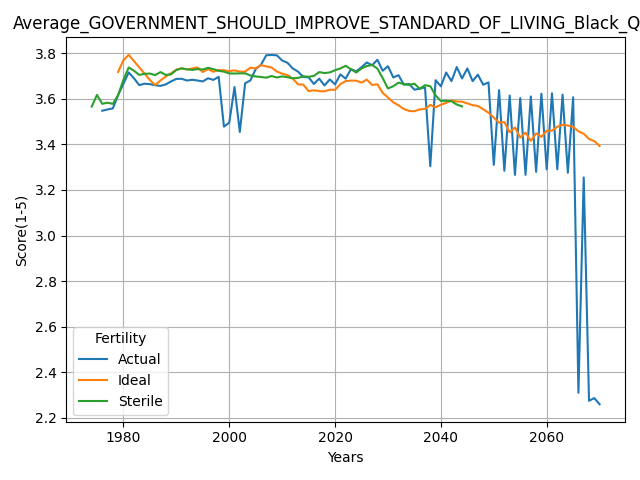 Average_GOVERNMENT_SHOULD_IMPROVE_STANDARD_OF_LIVING_Black_Q
Score(1-5)
3.8
3.6
3.4
3.2
3.0
2.8
2.6
2.4
2.2
Fertility
Actual
Ideal
Sterile
1980 2000 2020 2040 2060
Years